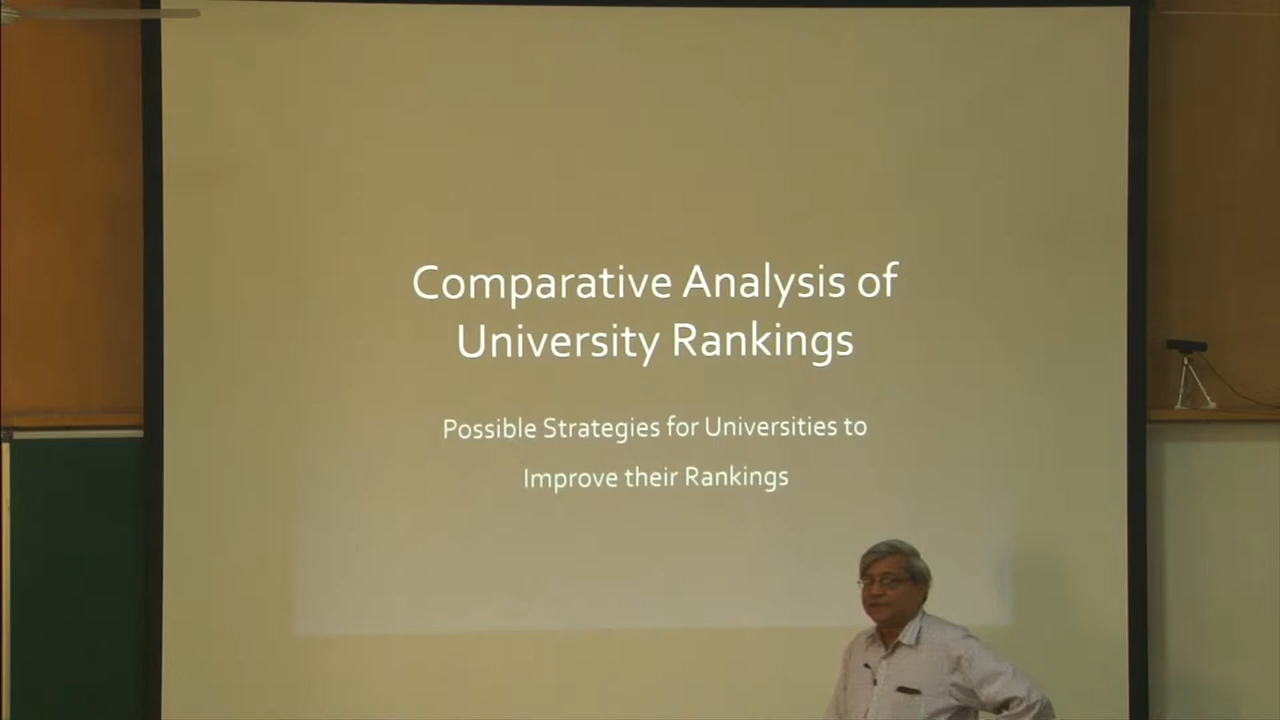 Comparative Analysis of
University Rankings
Possible Strategies for Universities to
Improve their Rankings